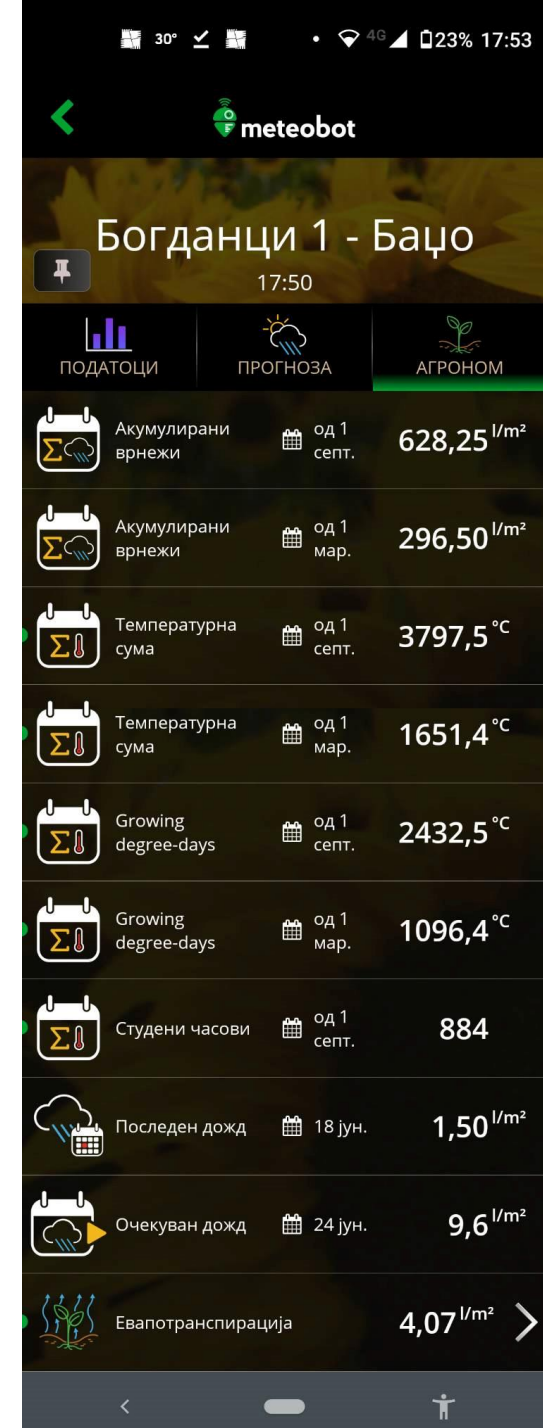 30° 4G 23% 17:53
meteobot
Богданци 1 - Баџо
17:50
ПОДАТОЦИ ПРОГНОЗА АГРОНОМ
Акумулирани
врнежи
од 1
септ.
628,25 l/m²
Акумулирани
врнежи
од 1
мар.
296,50 l/m²
Температурна
сума
од 1
септ.
3797,5 °C
Температурна
сума
од 1
мар.
1651,4 °C
Growing
degree-days
од 1
септ.
2432,5 °C
Growing
degree-days
од 1
мар.
1096,4 °C
Студени часови
од 1
септ.
884
Последен дожд 18 јун. 1,50 l/m²
Очекуван дожд 24 јун. 9,6 l/m²
Евапотранспирација 4,07 l/m²